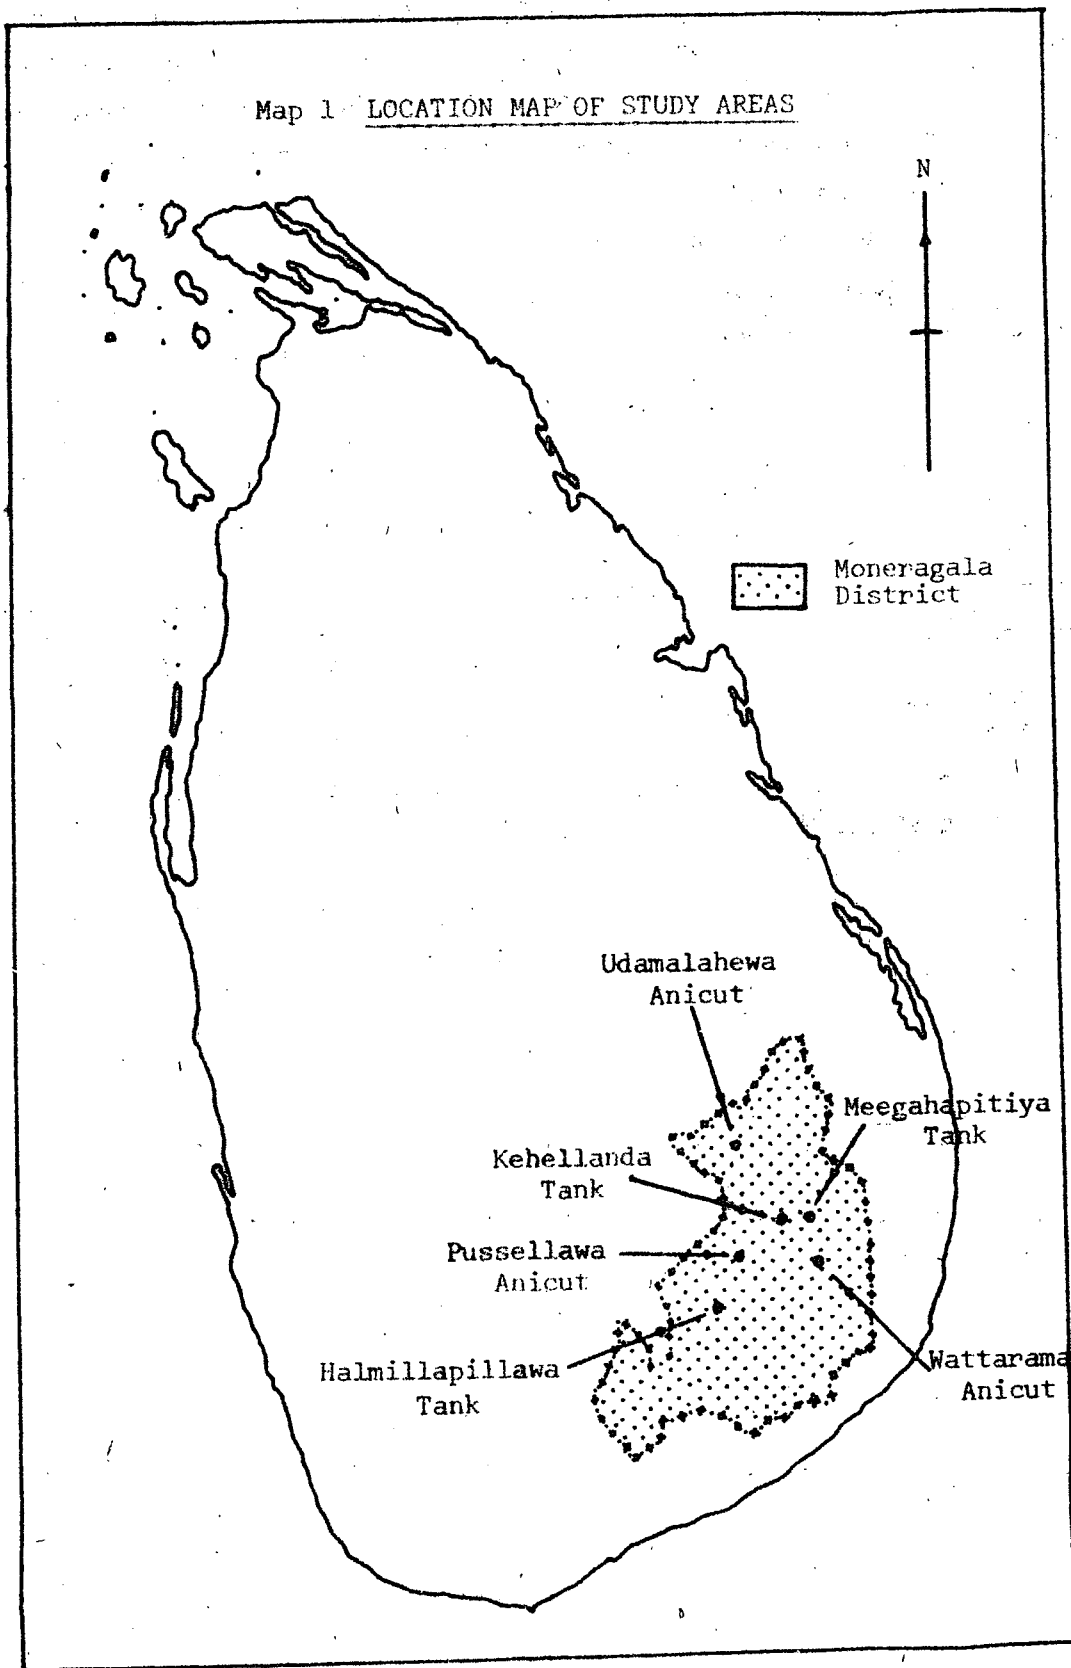 Map 1 LOCATION MAP OF STUDY AREAS
N
Moneragala
District
Udamalahewa
Anicut
Meegahapitiya
Tank
Kehellanda
Tank
Pussellawa
Anicut
Halmillapillawa
Tank
Wattarama
Anicut